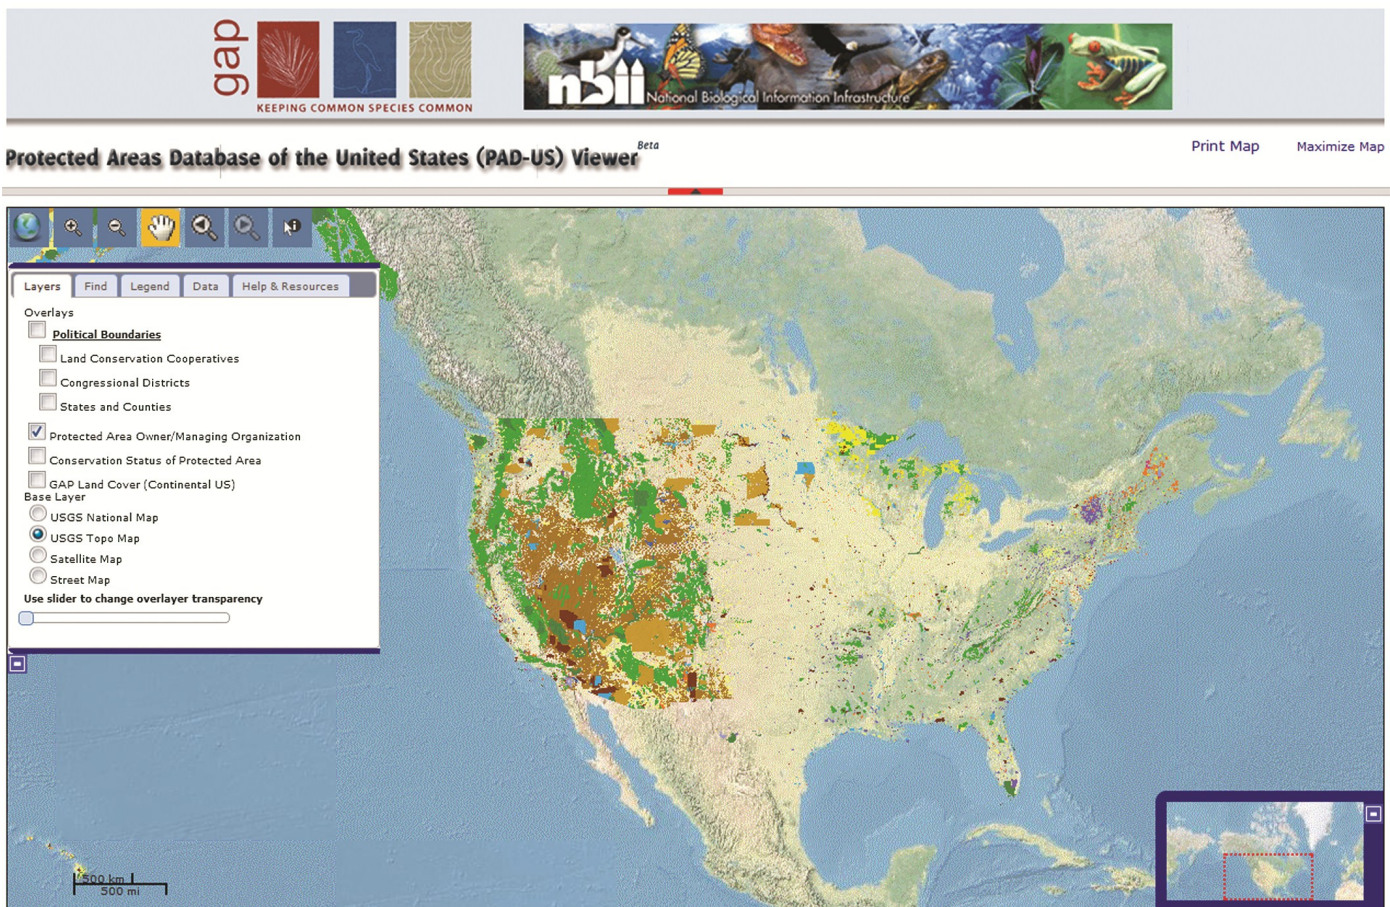 gap
KEEPING COMMON SPECIES COMMON
nbii National Biological Information Infrastructure
Protected Areas Database of the United States (PAD-US) Viewer Beta
Print Map Maximize Map
Layers Find Legend Data Help & Resources
Overlays
Political Boundaries
Land Conservation Cooperatives
Congressional Districts
States and Counties
Protected Area Owner/Managing Organization
Conservation Status of Protected Area
GAP Land Cover (Continental US)
Base Layer
USGS National Map
USGS Topo Map
Satellite Map
Street Map
Use slider to change overlayer transparency
500 km
500 mi